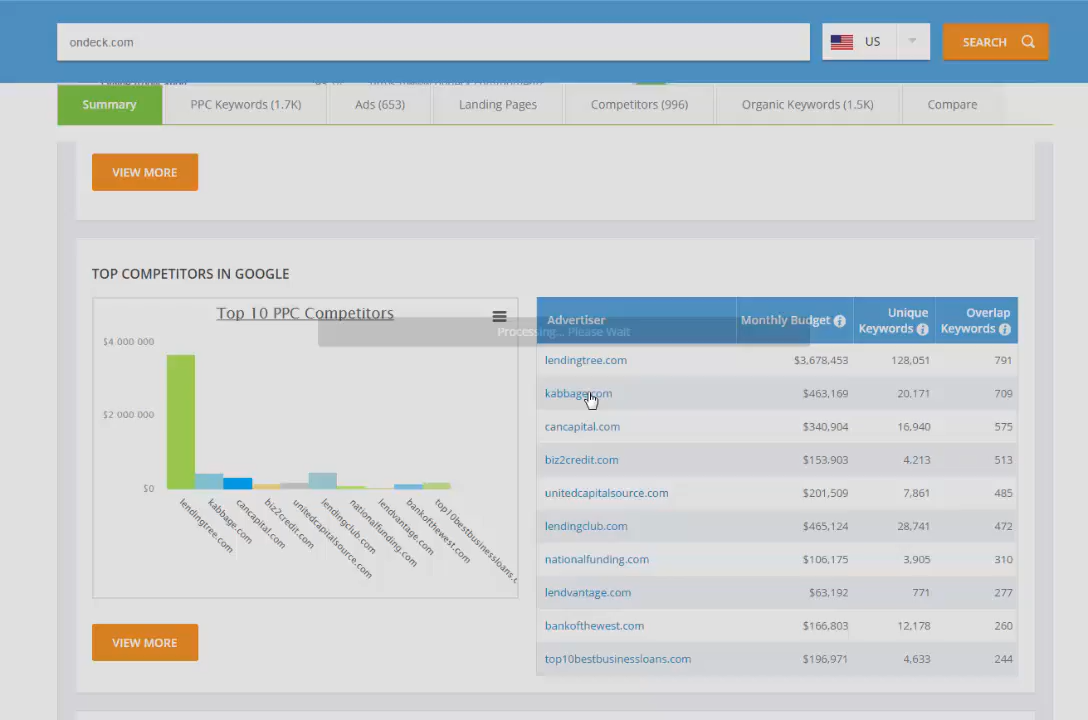 ondeck.com
US
SEARCH
Summary
PPC Keywords (1.7K)
Ads (653)
Landing Pages
Competitors (996)
Organic Keywords (1.5K)
Compare
VIEW MORE
TOP COMPETITORS IN GOOGLE
Top 10 PPC Competitors
$4 000 000
$2 000 000
$0
lendingtree.com
kabbage.com
cancapital.com
biz2credit.com
unitedcapitalsource.com
lendingclub.com
nationalfunding.com
lendvantage.com
bankofthewest.com
top10bestbusinessloans.c
Processing... Please Wait
Advertiser Monthly Budget Unique Keywords Overlap Keywords
lendingtree.com $3,678,453 128,051 791
kabbage.com $463,169 20,171 709
cancapital.com $340,904 16,940 575
biz2credit.com $153,903 4,213 513
unitedcapitalsource.com $201,509 7,861 485
lendingclub.com $465,124 28,741 472
nationalfunding.com $106,175 3,905 310
lendvantage.com $63,192 771 277
bankofthewest.com $166,803 12,178 260
top10bestbusinessloans.com $196,971 4,633 244
VIEW MORE